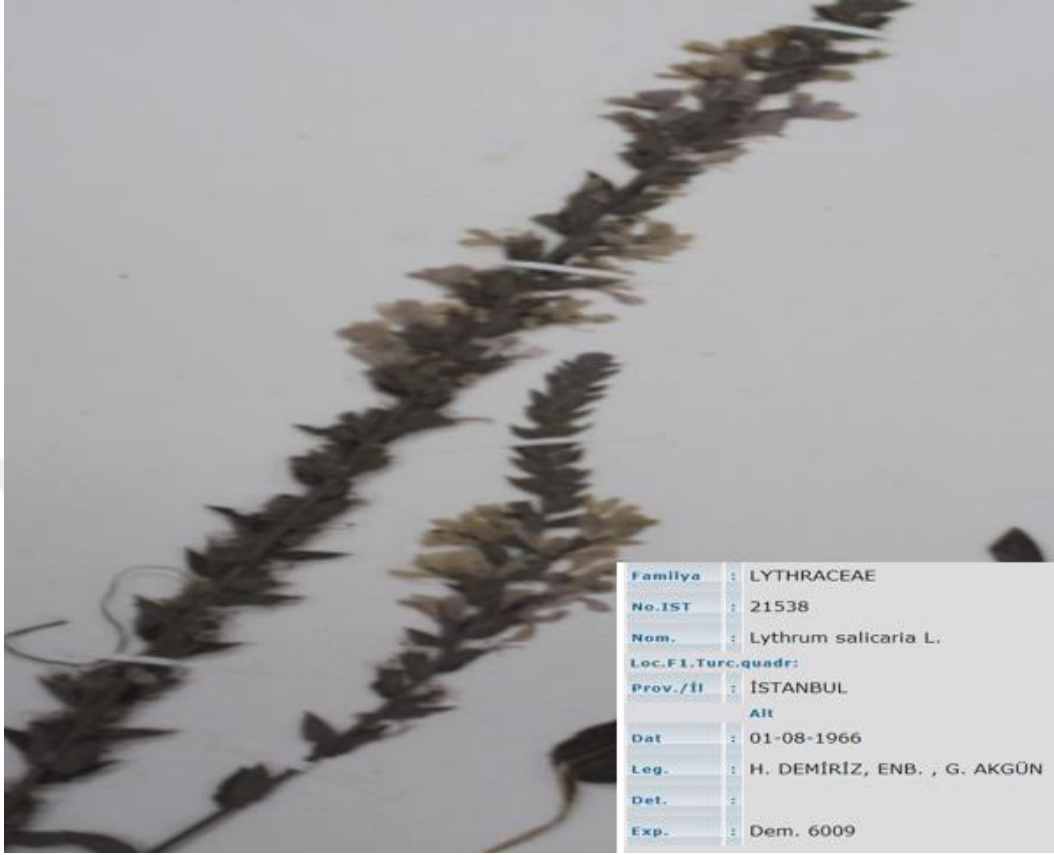 Familya : LYTHRACEAE
No.IST : 21538
Nom. : Lythrum salicaria L.
Loc.F1.Turc.quadr:
Prov./İl : İSTANBUL
Alt
Dat : 01-08-1966
Leg. : H. DEMİRİZ, ENB. , G. AKGÜN
Det. :
Exp. : Dem. 6009